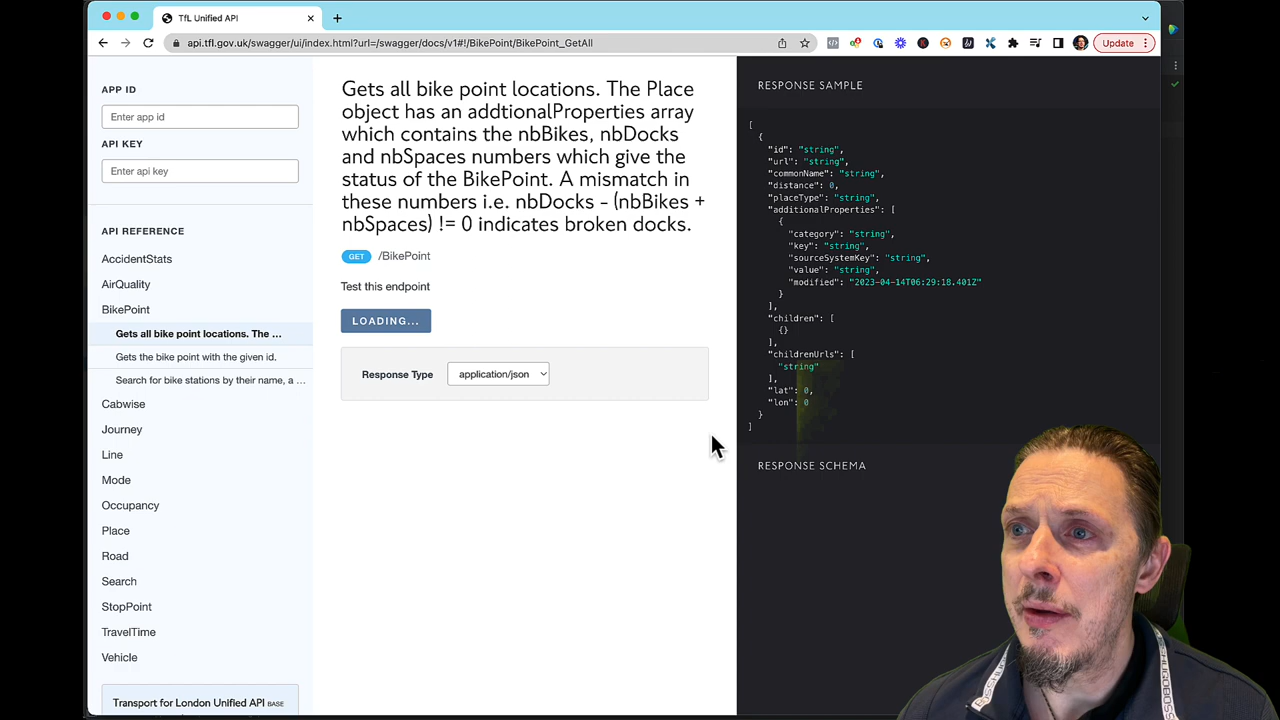 TfL Unified API
api.tfl.gov.uk/swagger/ui/index.html?url=/swagger/docs/v1#!/BikePoint/BikePoint_GetAll
Update
APP ID
Enter app id
API KEY
Enter api key
API REFERENCE
AccidentStats
AirQuality
BikePoint
Gets all bike point locations. The ...
Gets the bike point with the given id.
Search for bike stations by their name, a ...
Cabwise
Journey
Line
Mode
Occupancy
Place
Road
Search
StopPoint
TravelTime
Vehicle
Transport for London Unified API BASE
Gets all bike point locations. The Place
object has an addtionalProperties array
which contains the nbBikes, nbDocks
and nbSpaces numbers which give the
status of the BikePoint. A mismatch in
these numbers i.e. nbDocks - (nbBikes +
nbSpaces) != 0 indicates broken docks.
GET /BikePoint
Test this endpoint
LOADING...
Response Type application/json
RESPONSE SAMPLE
[
{
"id": "string",
"url": "string",
"commonName": "string",
"distance": 0,
"placeType": "string",
"additionalProperties": [
{
"category": "string",
"key": "string",
"sourceSystemKey": "string",
"value": "string",
"modified": "2023-04-14T06:29:18.401Z"
}
],
"children": [
{}
],
"childrenUrls": [
"string"
],
"lat": 0,
"lon": 0
}
]
RESPONSE SCHEMA